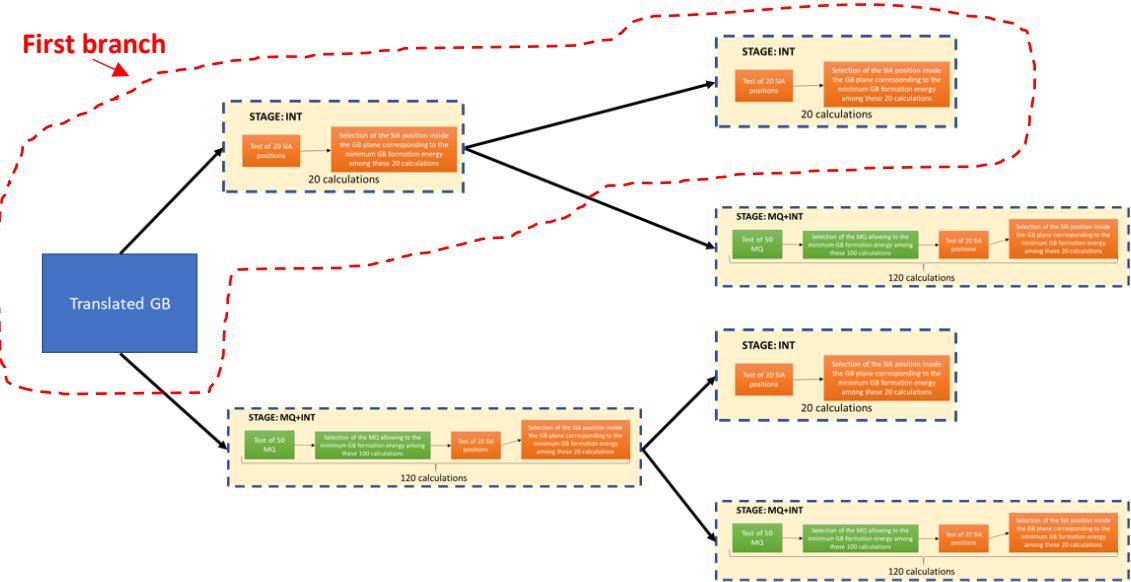 First branch
STAGE: INT
Test of 20 SIA
positions
Selection of the SIA position inside
the GB plane corresponding to the
minimum GB formation energy
among these 20 calculations
20 calculations
STAGE: INT
Test of 20 SIA
positions
Selection of the SIA position inside
the GB plane corresponding to the
minimum GB formation energy
among these 20 calculations
20 calculations
STAGE: MQ+INT
Test of 50
MQ
Selection of the MQ allowing to the
minimum GB formation energy among
these 100 calculations
Test of 20 SIA
positions
Selection of the SIA position inside
the GB plane corresponding to the
minimum GB formation energy
among these 20 calculations
120 calculations
Translated GB
STAGE: INT
Test of 20 SIA
positions
Selection of the SIA position inside
the GB plane corresponding to the
minimum GB formation energy
among these 20 calculations
20 calculations
STAGE: MQ+INT
Test of 50
MQ
Selection of the MQ allowing to the
minimum GB formation energy among
these 100 calculations
Test of 20 SIA
positions
Selection of the SIA position inside
the GB plane corresponding to the
minimum GB formation energy
among these 20 calculations
120 calculations
STAGE: MQ+INT
Test of 50
MQ
Selection of the MQ allowing to the
minimum GB formation energy among
these 100 calculations
Test of 20 SIA
positions
Selection of the SIA position inside
the GB plane corresponding to the
minimum GB formation energy
among these 20 calculations
120 calculations